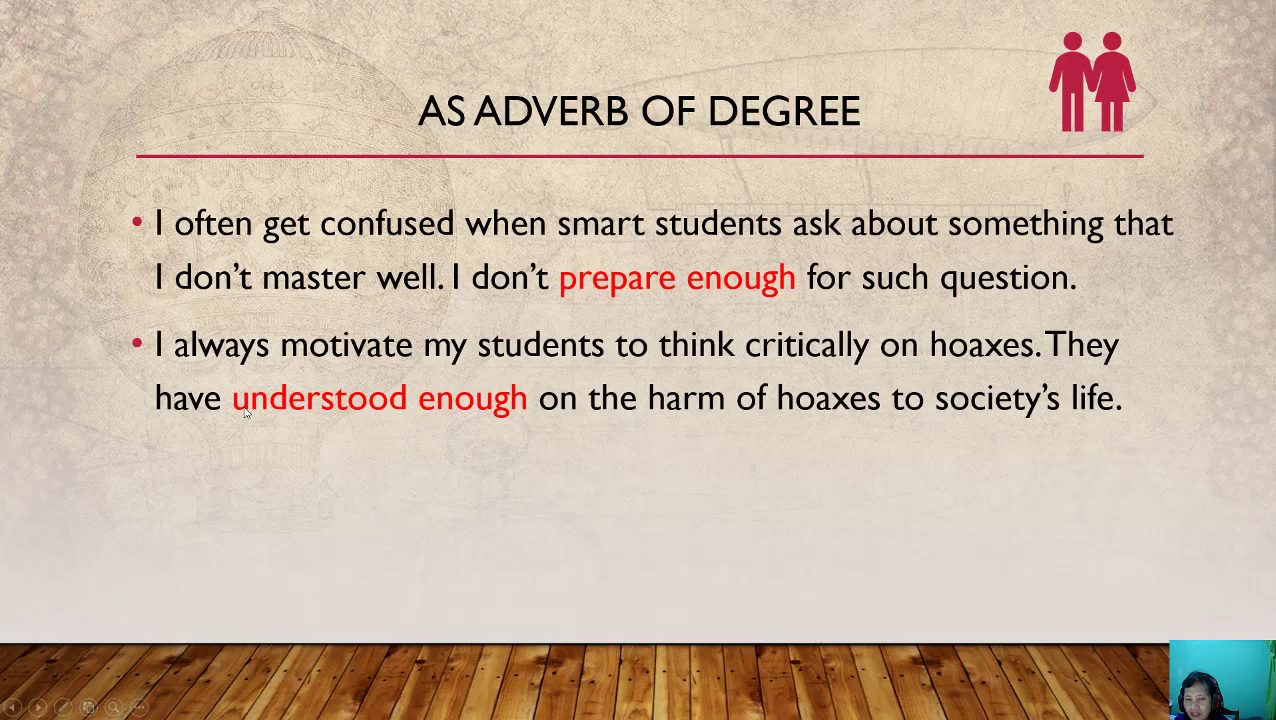 AS ADVERB OF DEGREE
• I often get confused when smart students ask about something that
I don't master well. I don't prepare enough for such question.
• I always motivate my students to think critically on hoaxes. They
have understood enough on the harm of hoaxes to society's life.